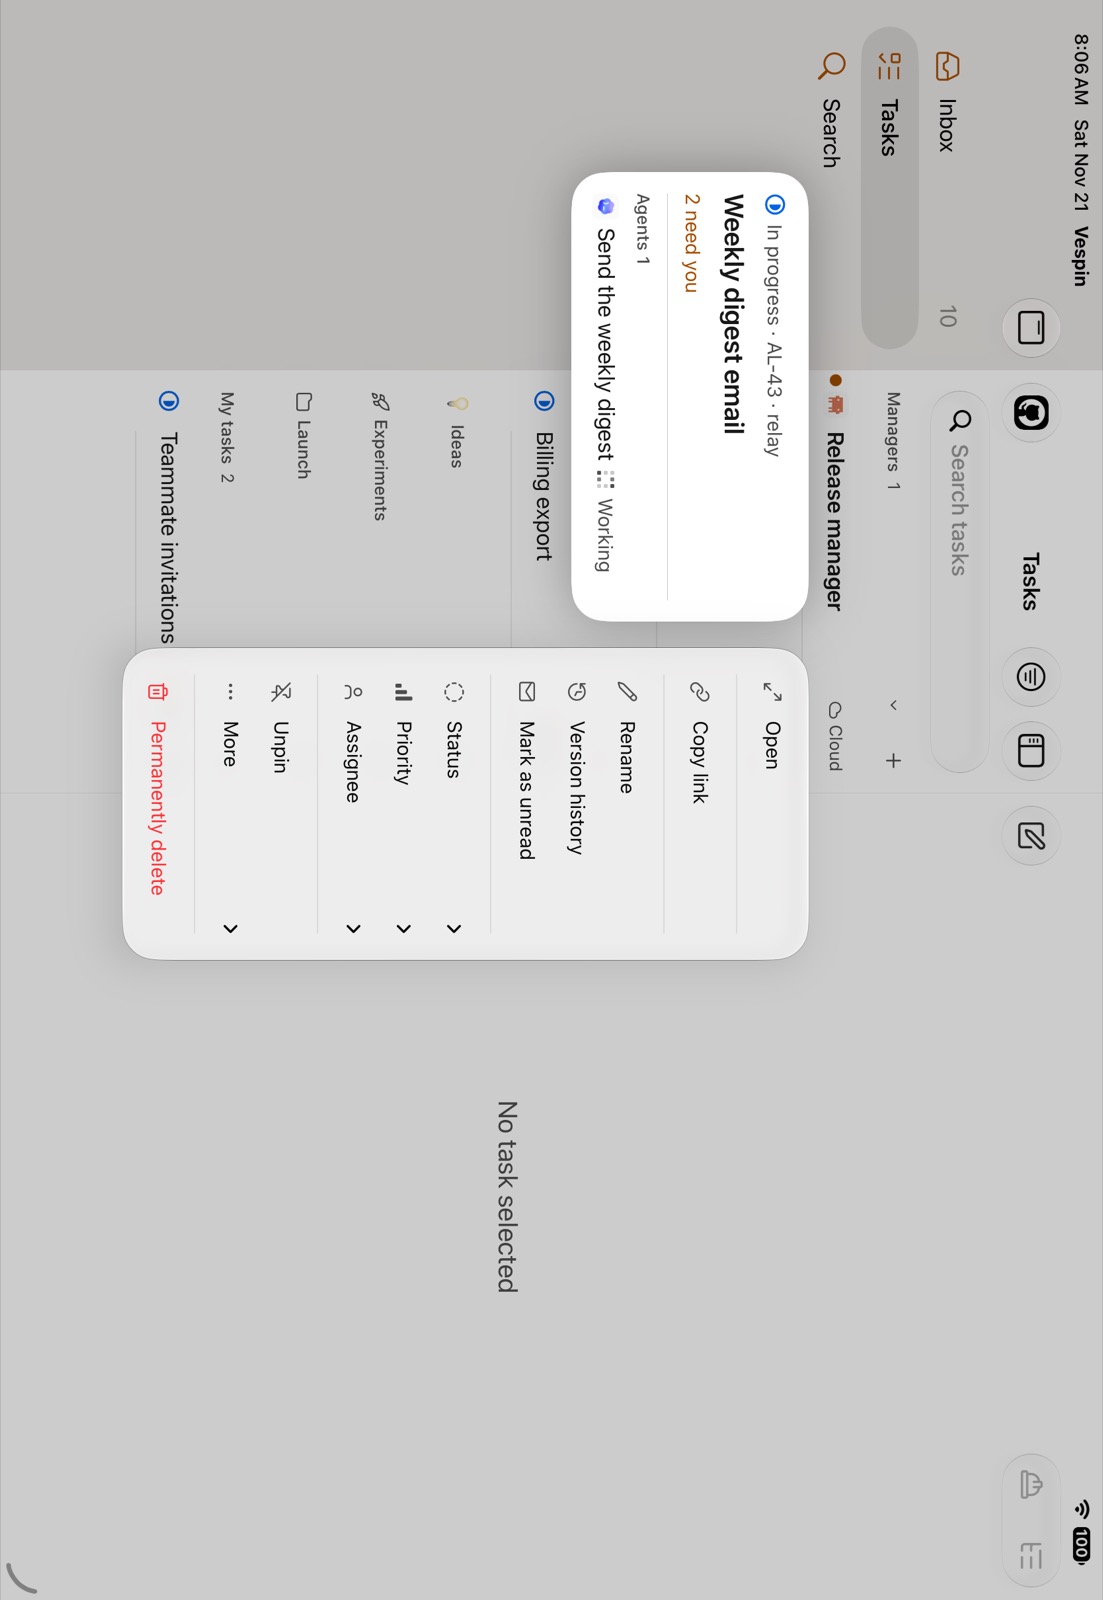 8:06 AM Sat Nov 21 Vespin
100
Tasks
Inbox 10
Tasks
Search
Search tasks
Managers 1
Release manager Cloud
In progress · AL-43 · relay
Weekly digest email
2 need you
Agents 1
Send the weekly digest Working
Billing export
Ideas
Experiments
Launch
My tasks 2
Teammate invitations
Open
Copy link
Rename
Version history
Mark as unread
Status
Priority
Assignee
Unpin
More
Permanently delete
No task selected